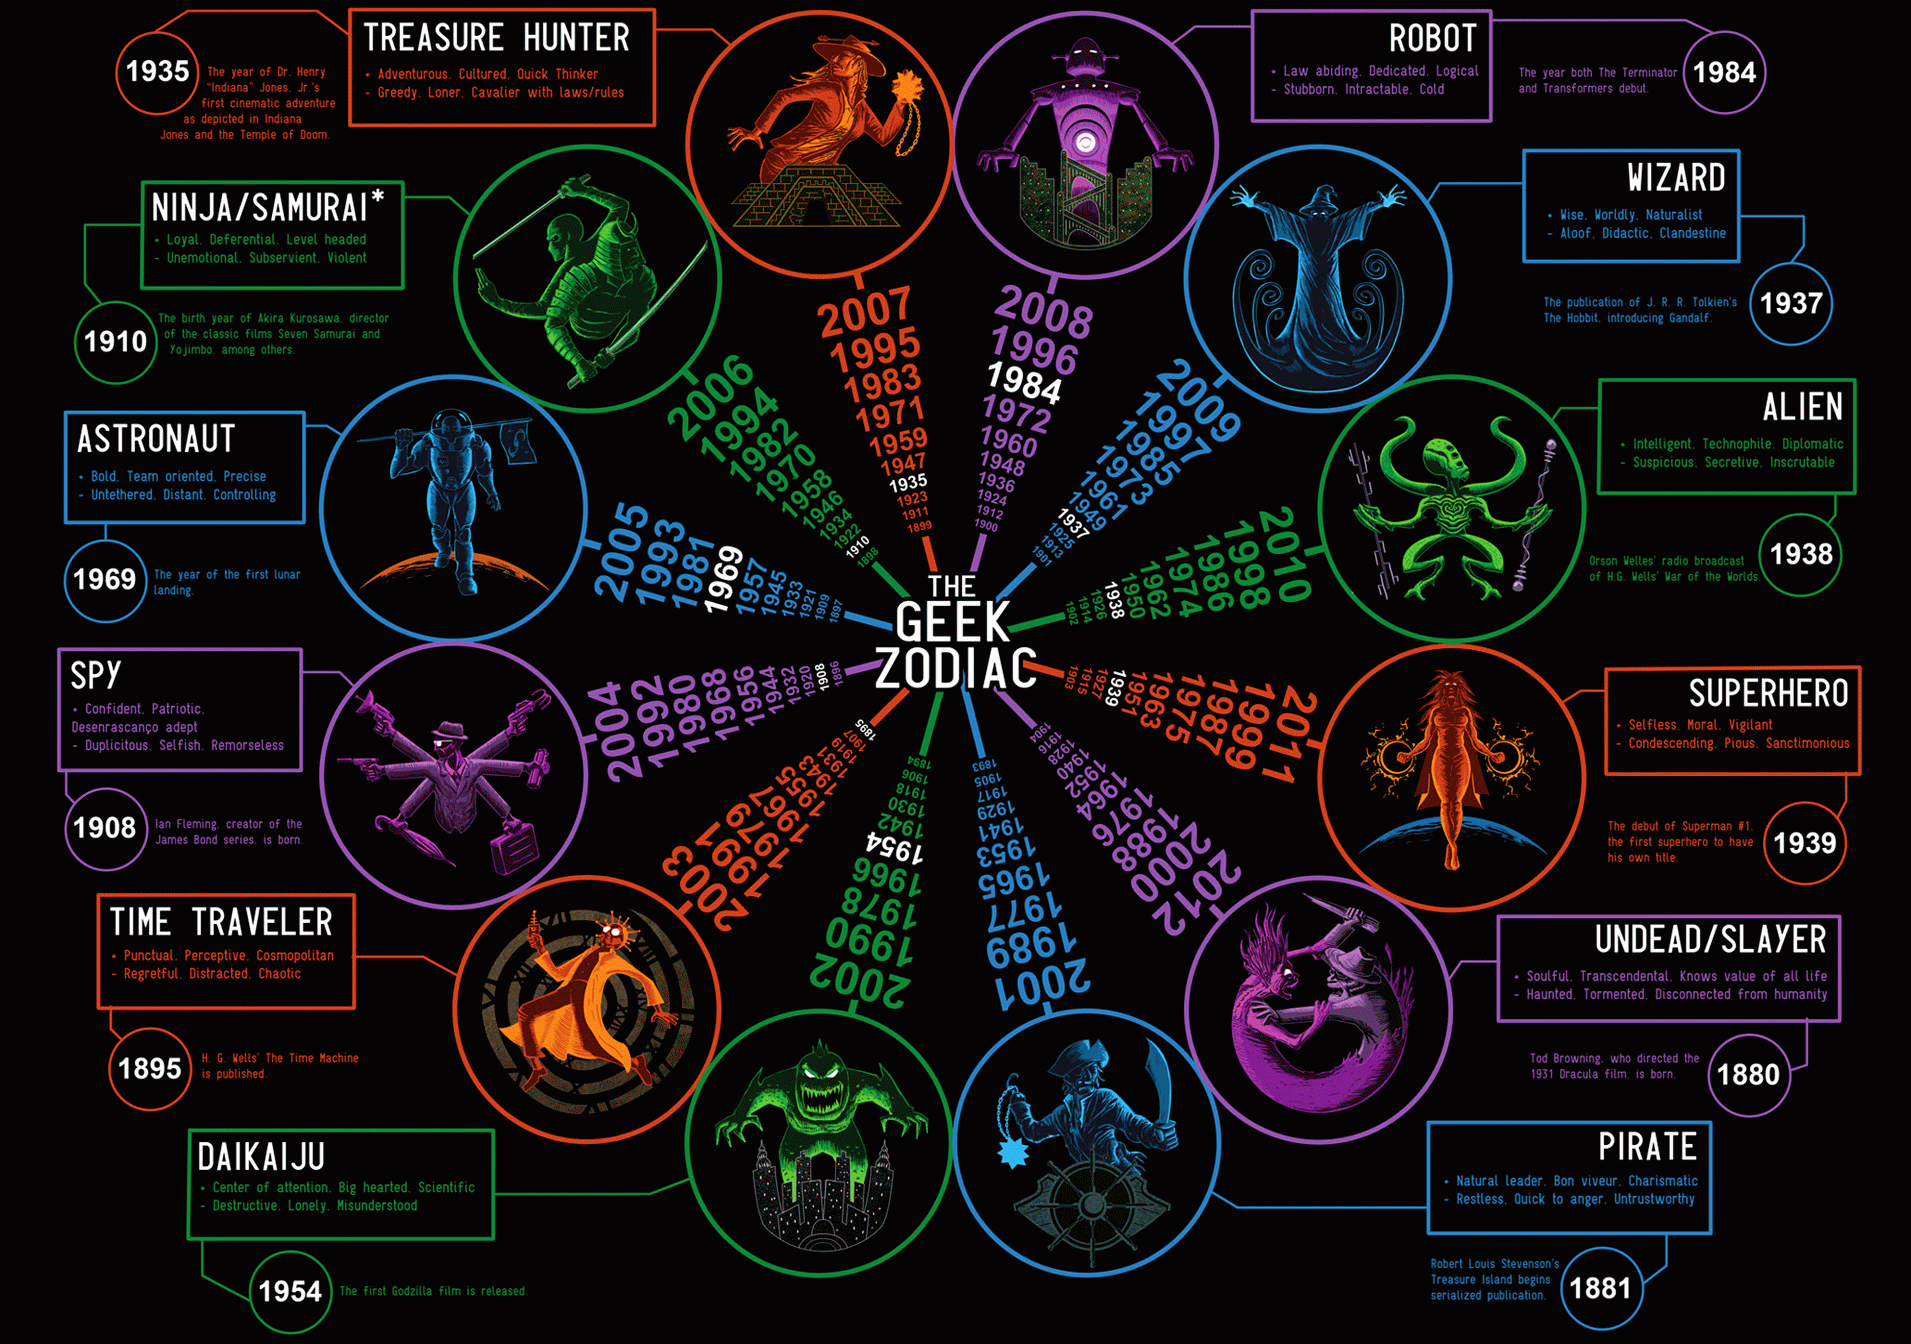 TREASURE HUNTER
+ Adventurous. Cultured. Quick Thinker
- Greedy. Loner. Cavalier with laws/rules
1935
The year of Dr. Henry
"Indiana" Jones. Jr.'s
first cinematic adventure
as depicted in Indiana
Jones and the Temple of Doom.
ROBOT
+ Law abiding. Dedicated. Logical
- Stubborn. Intractable. Cold
The year both The Terminator
and Transformers debut.
1984
NINJA/SAMURAI*
+ Loyal. Deferential. Level headed
- Unemotional. Subservient. Violent
1910
The birth year of Akira Kurosawa. director
of the classic films Seven Samurai and
Yojimbo. among others.
WIZARD
+ Wise. Worldly. Naturalist
- Aloof. Didactic. Clandestine
The publication of J. R. R. Tolkien's
The Hobbit. introducing Gandalf.
1937
ASTRONAUT
+ Bold. Team oriented. Precise
- Untethered. Distant. Controlling
1969
The year of the first lunar
landing.
ALIEN
+ Intelligent. Technophile. Diplomatic
- Suspicious. Secretive. Inscrutable
Orson Welles' radio broadcast
of H.G. Wells' War of the Worlds.
1938
SPY
+ Confident. Patriotic.
Desenrascanço adept
- Duplicitous. Selfish. Remorseless
1908
Ian Fleming. creator of the
James Bond series. is born.
SUPERHERO
+ Selfless. Moral. Vigilant
- Condescending. Pious. Sanctimonious
The debut of Superman #1.
the first superhero to have
his own title.
1939
TIME TRAVELER
+ Punctual. Perceptive. Cosmopolitan
- Regretful. Distracted. Chaotic
1895
H. G. Wells' The Time Machine
is published.
UNDEAD/SLAYER
+ Soulful. Transcendental. Knows value of all life
- Haunted. Tormented. Disconnected from humanity
Tod Browning. who directed the
1931 Dracula film. is born.
1880
DAIKAIJU
+ Center of attention. Big hearted. Scientific
- Destructive. Lonely. Misunderstood
1954
The first Godzilla film is released.
PIRATE
+ Natural leader. Bon viveur. Charismatic
- Restless. Quick to anger. Untrustworthy
Robert Louis Stevenson's
Treasure Island begins
serialized publication.
1881
THE
GEEK
ZODIAC
2007
1995
1983
1971
1959
1947
1935
1923
1911
1899
2008
1996
1984
1972
1960
1948
1936
1924
1912
1900
2009
1997
1985
1973
1961
1949
1937
1925
1913
1901
2010
1998
1986
1974
1962
1950
1938
1926
1914
1902
2011
1999
1987
1975
1963
1951
1939
1927
1915
1903
2012
2000
1988
1976
1964
1952
1940
1928
1916
1904
2001
1989
1977
1965
1953
1941
1929
1917
1905
1893
2002
1990
1978
1966
1954
1942
1930
1918
1906
1894
2003
1991
1979
1967
1955
1943
1931
1919
1907
1895
2004
1992
1980
1968
1956
1944
1932
1920
1908
1896
2005
1993
1981
1969
1957
1945
1933
1921
1909
1897
2006
1994
1982
1970
1958
1946
1934
1922
1910
1898